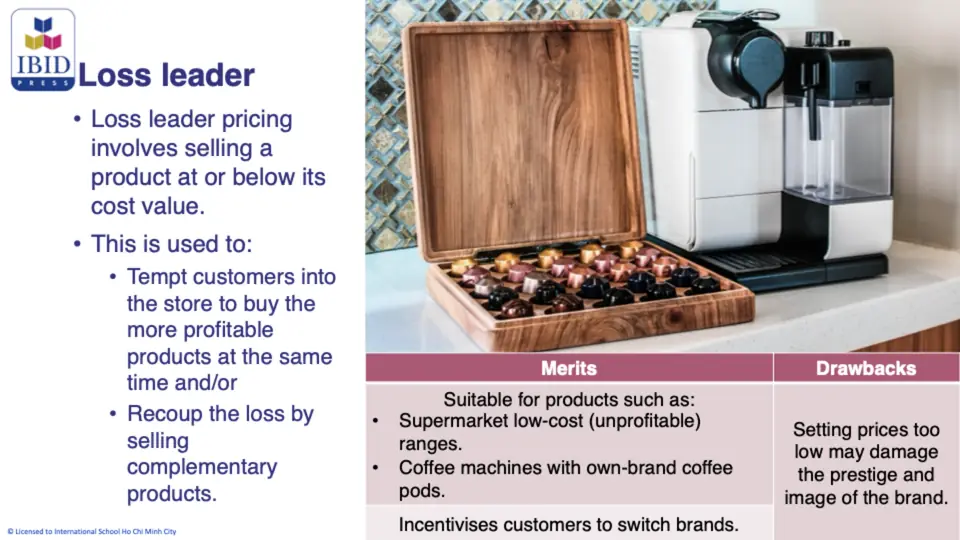 IBID
PRESS
Loss leader
• Loss leader pricing
involves selling a
product at or below its
cost value.
• This is used to:
• Tempt customers into
the store to buy the
more profitable
products at the same
time and/or
• Recoup the loss by
selling
complementary
products.
Merits
Suitable for products such as:
• Supermarket low-cost (unprofitable)
ranges.
• Coffee machines with own-brand coffee
pods.
Incentivises customers to switch brands.
Drawbacks
Setting prices too
low may damage
the prestige and
image of the brand.
© Licensed to International School Ho Chi Minh City